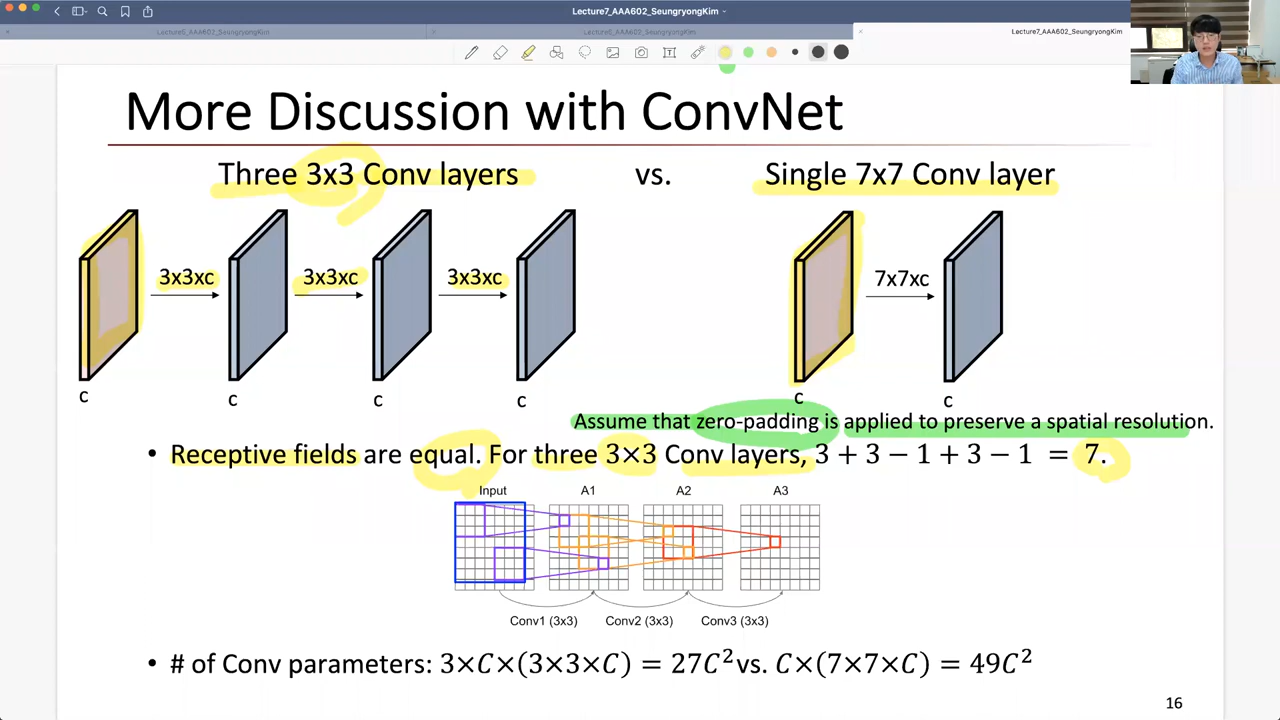 Lecture7_AAA602_SeungryongKim
Lecture5_AAA602_SeungryongKim
Lecture6_AAA602_SeungryongKim
Lecture7_AAA602_SeungryongKim
More Discussion with ConvNet
Three 3x3 Conv layers vs. Single 7x7 Conv layer
3x3xc 3x3xc 3x3xc 7x7xc
c c c c c c
Assume that zero-padding is applied to preserve a spatial resolution.
• Receptive fields are equal. For three 3×3 Conv layers, 3 + 3 − 1 + 3 − 1 = 7.
Input A1 A2 A3
Conv1 (3x3) Conv2 (3x3) Conv3 (3x3)
• # of Conv parameters: 3×C×(3×3×C) = 27C² vs. C×(7×7×C) = 49C²
16